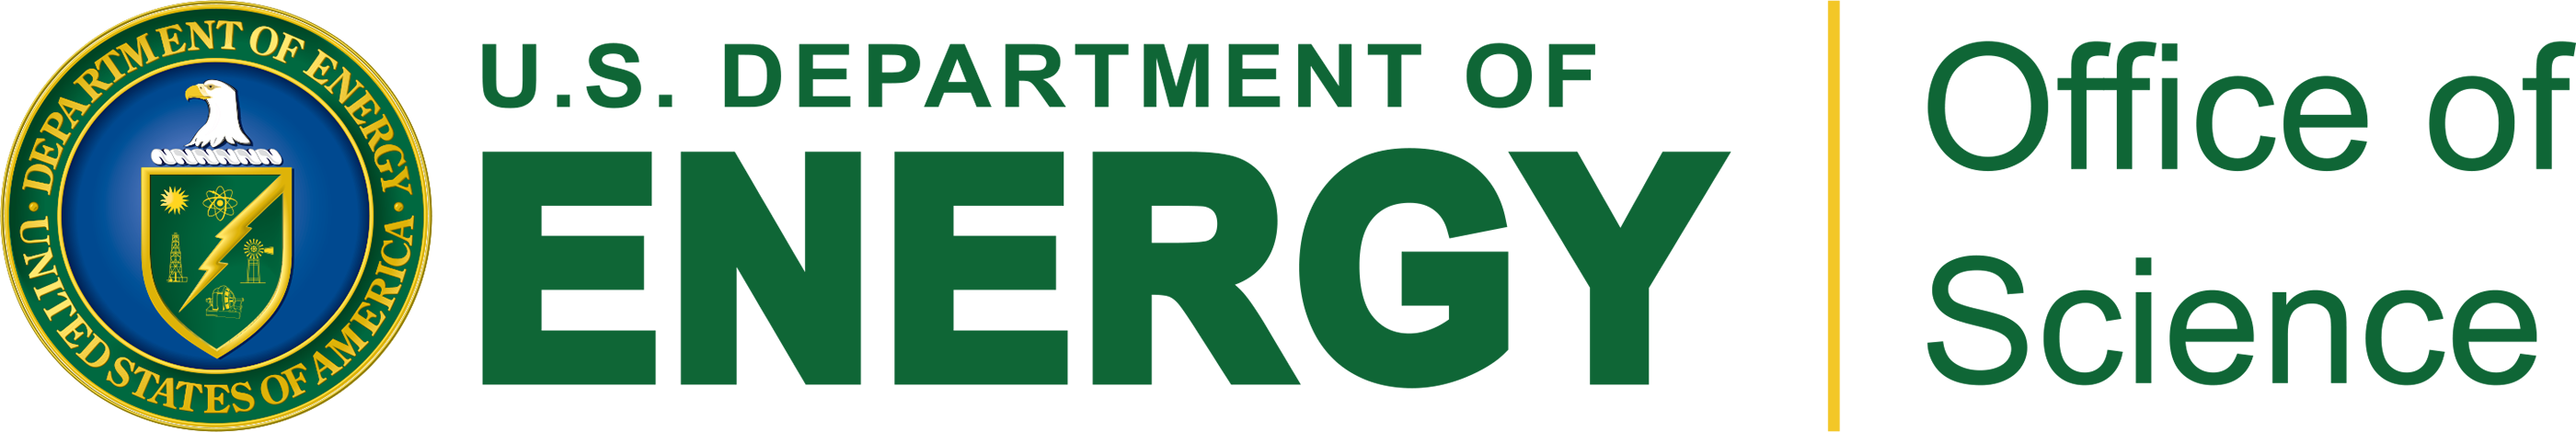 DEPARTMENT OF ENERGY
UNITED STATES OF AMERICA
U.S. DEPARTMENT OF
ENERGY
Office of
Science